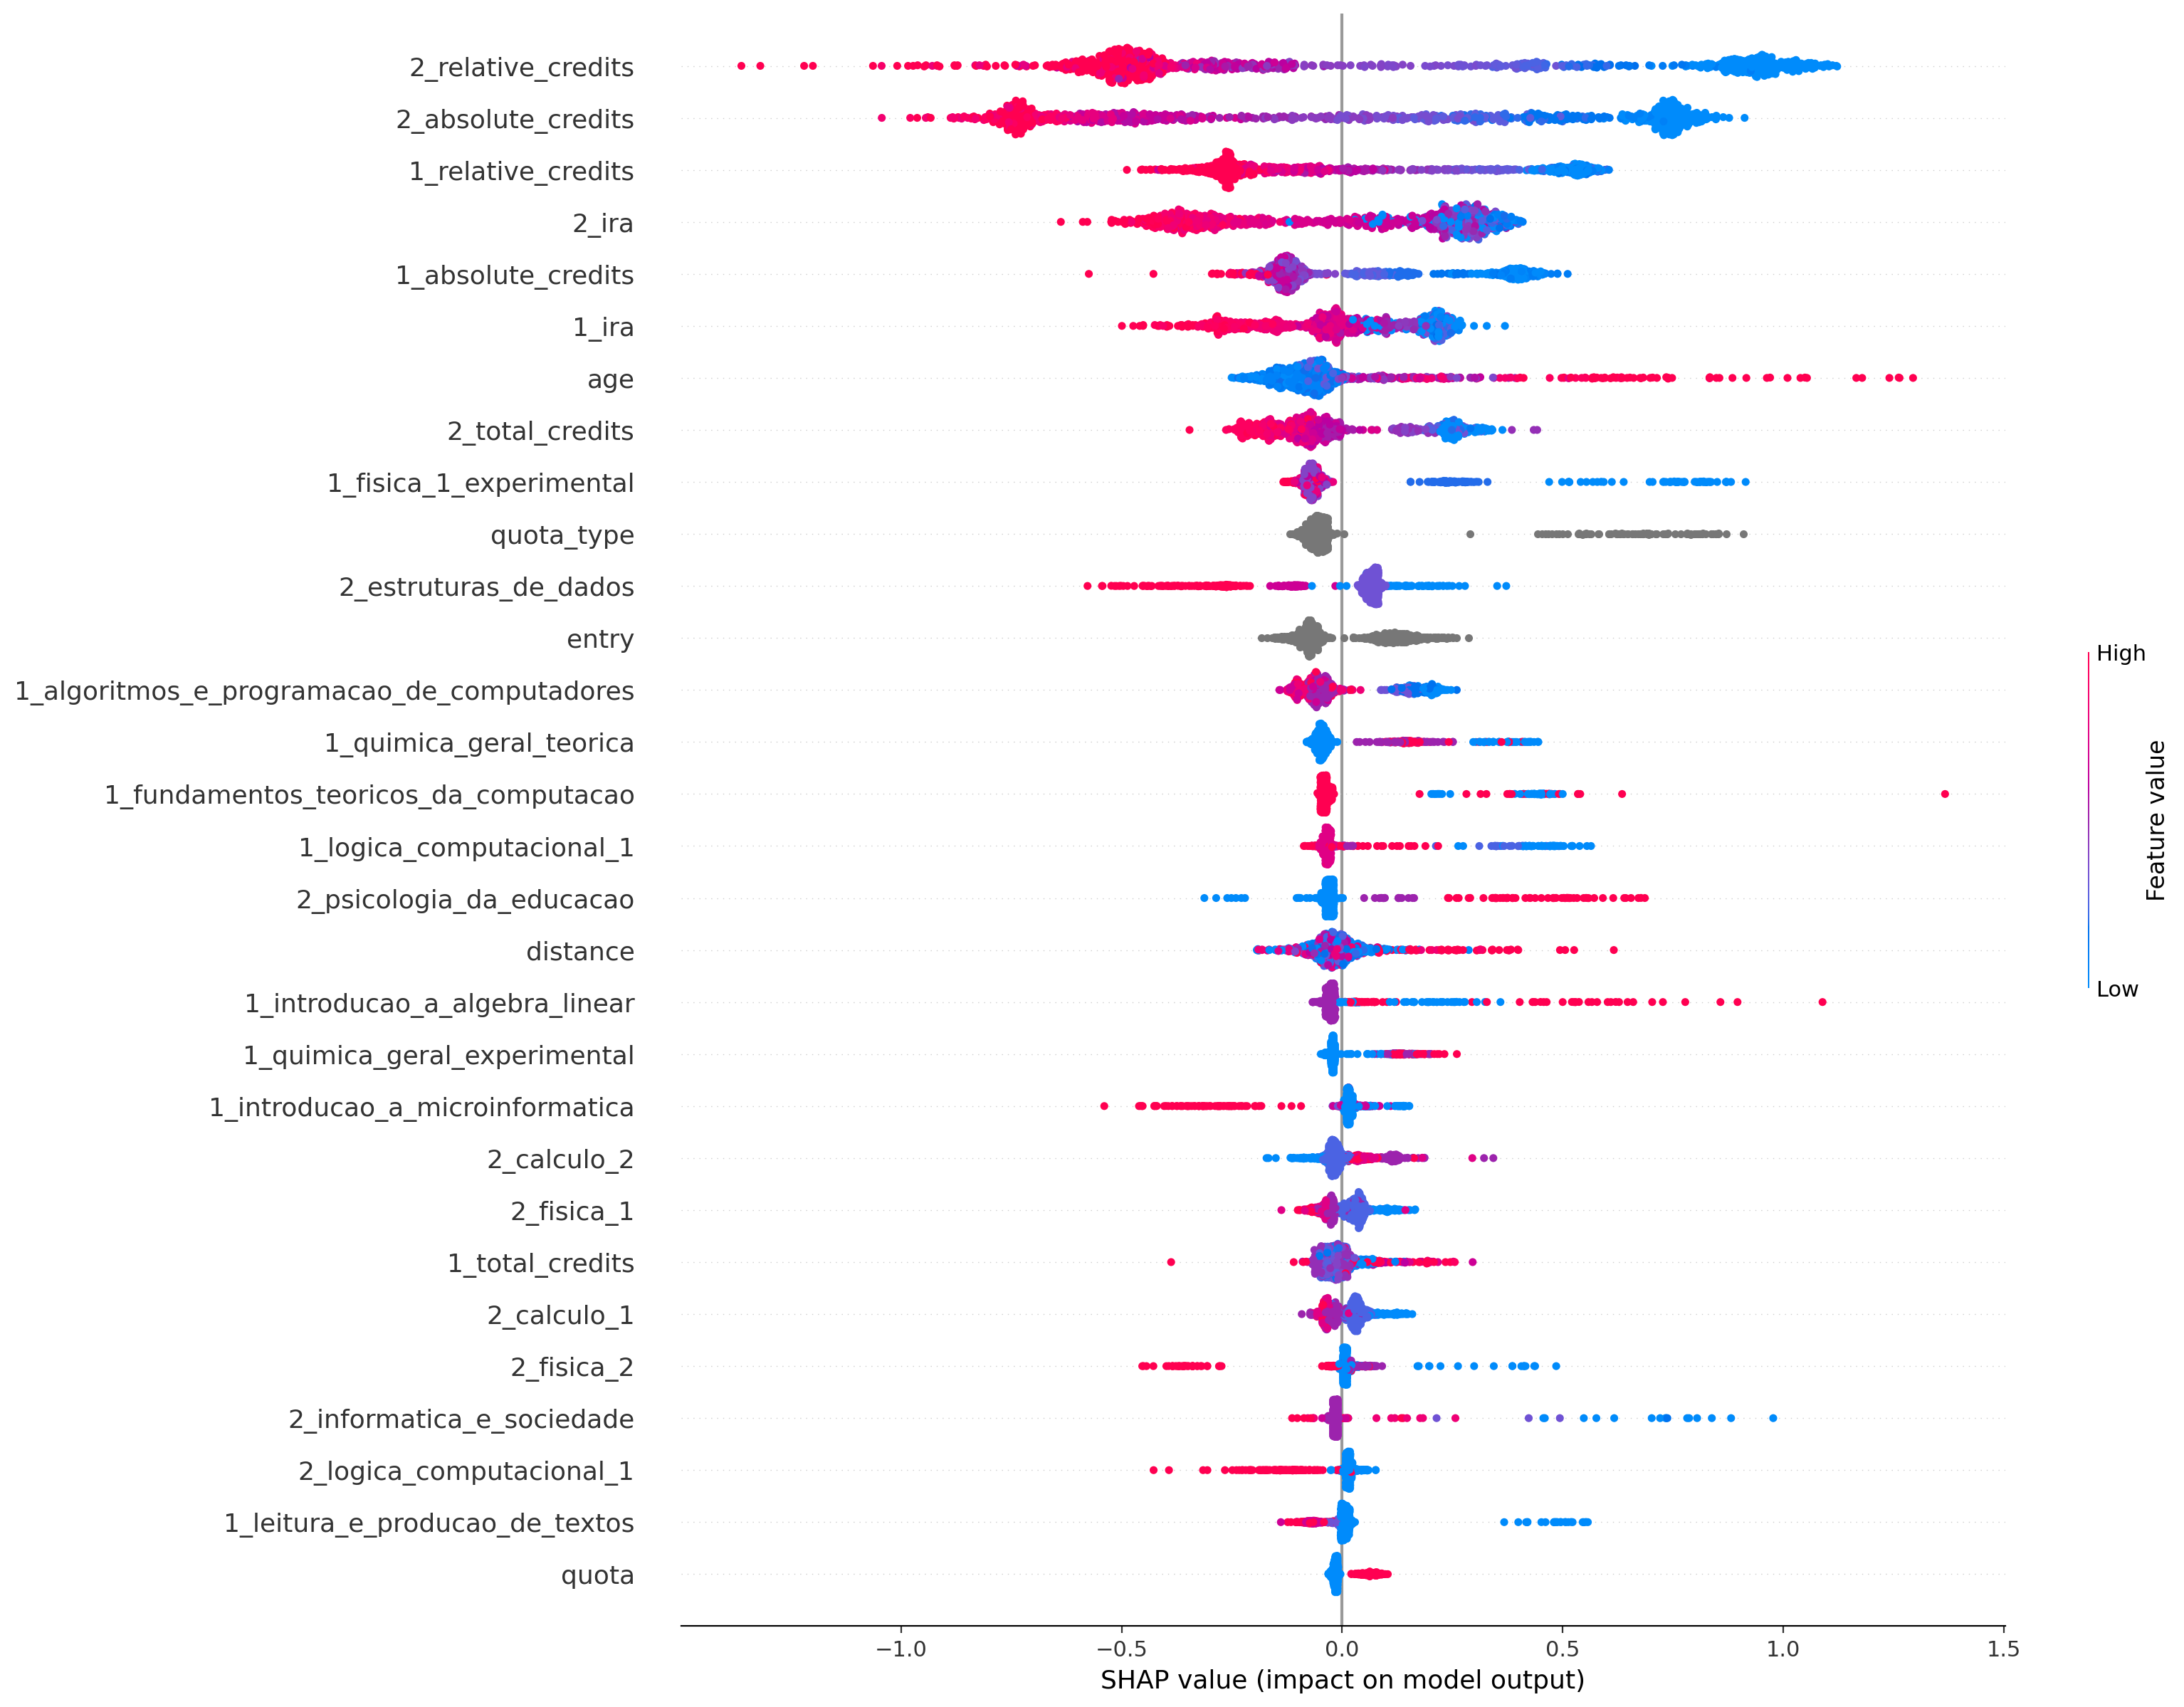 2_relative_credits
2_absolute_credits
1_relative_credits
2_ira
1_absolute_credits
1_ira
age
2_total_credits
1_fisica_1_experimental
quota_type
2_estruturas_de_dados
entry
1_algoritmos_e_programacao_de_computadores
1_quimica_geral_teorica
1_fundamentos_teoricos_da_computacao
1_logica_computacional_1
2_psicologia_da_educacao
distance
1_introducao_a_algebra_linear
1_quimica_geral_experimental
1_introducao_a_microinformatica
2_calculo_2
2_fisica_1
1_total_credits
2_calculo_1
2_fisica_2
2_informatica_e_sociedade
2_logica_computacional_1
1_leitura_e_producao_de_textos
quota
−1.0 −0.5 0.0 0.5 1.0 1.5
SHAP value (impact on model output)
High
Feature value
Low